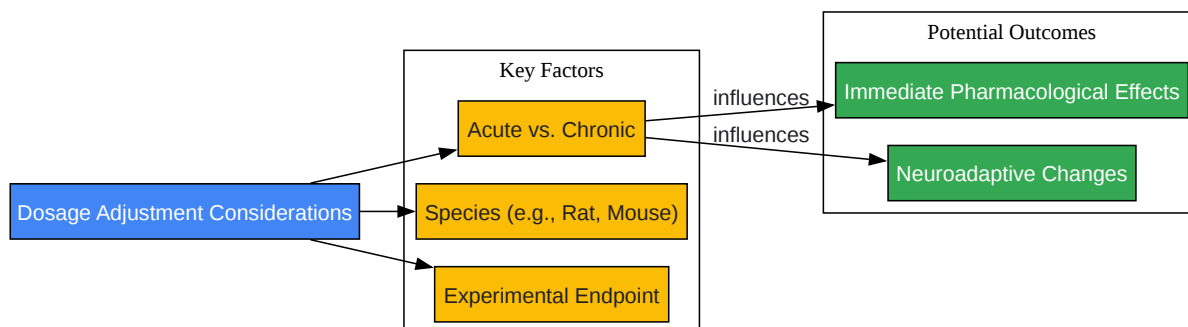 Dosage Adjustment Considerations
Key Factors
Acute vs. Chronic
Species (e.g., Rat, Mouse)
Experimental Endpoint
influences
influences
Potential Outcomes
Immediate Pharmacological Effects
Neuroadaptive Changes